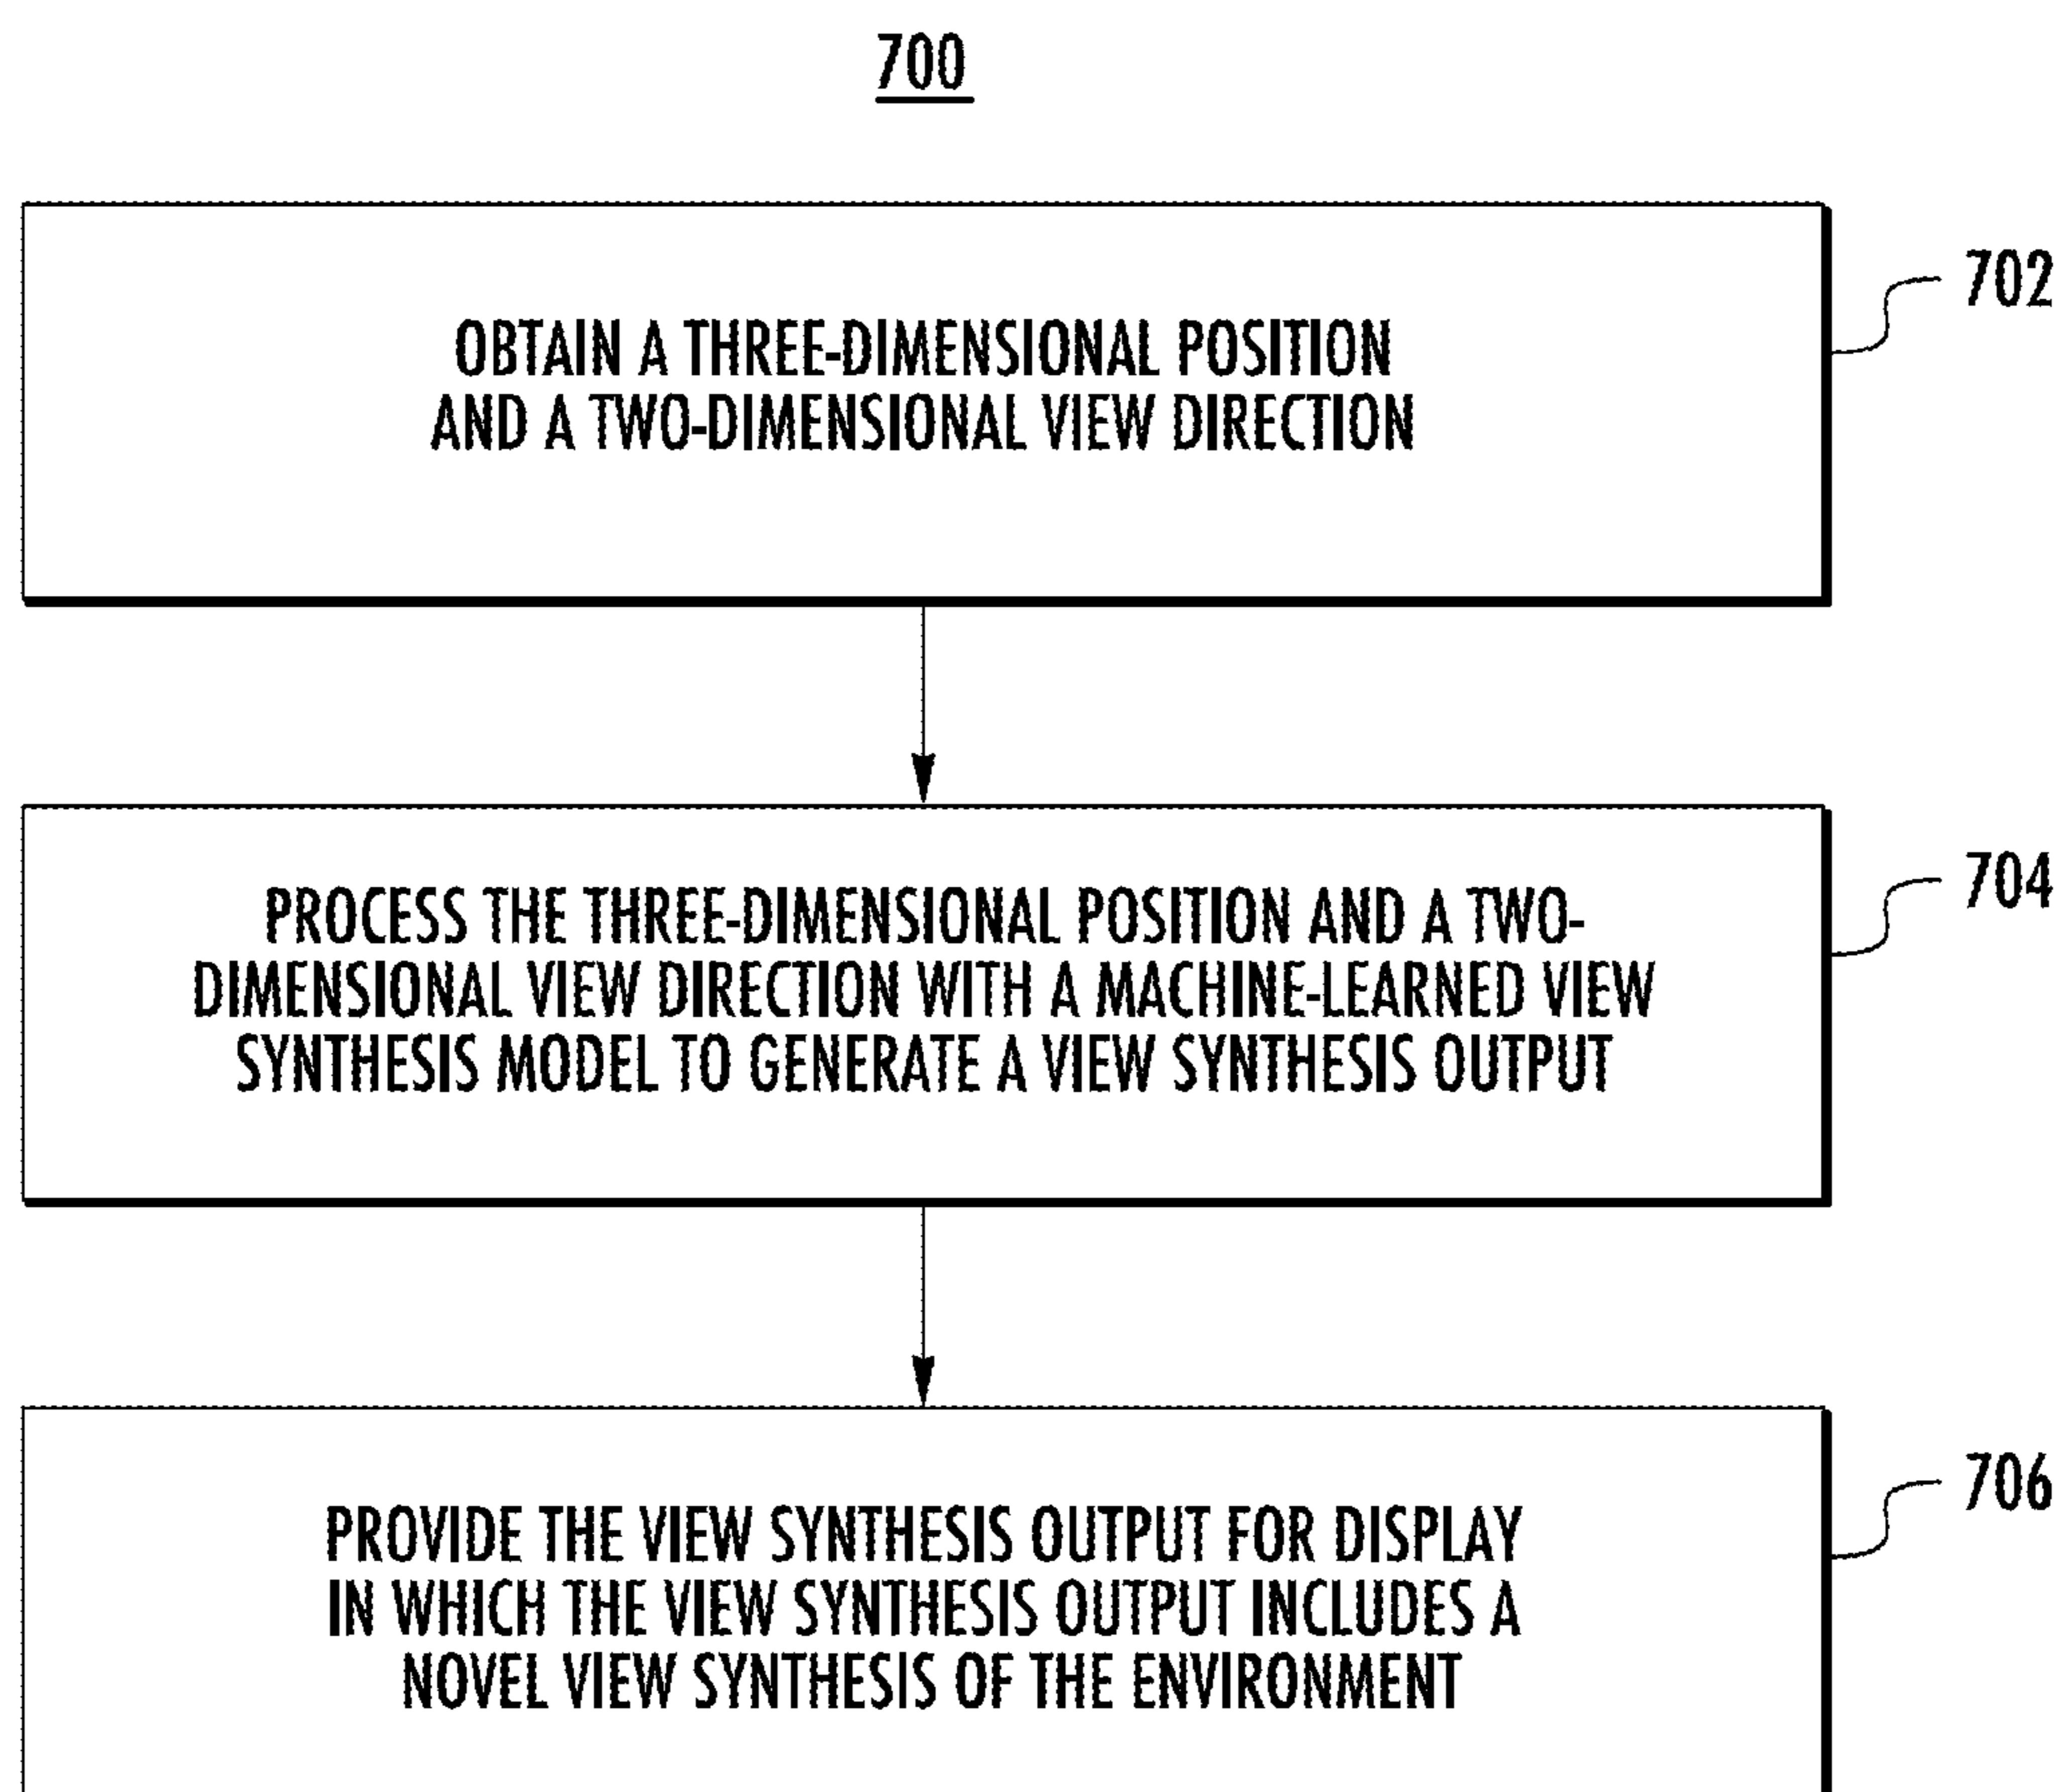 700
OBTAIN A THREE-DIMENSIONAL POSITION
AND A TWO-DIMENSIONAL VIEW DIRECTION
702
PROCESS THE THREE-DIMENSIONAL POSITION AND A TWO-
DIMENSIONAL VIEW DIRECTION WITH A MACHINE-LEARNED VIEW
SYNTHESIS MODEL TO GENERATE A VIEW SYNTHESIS OUTPUT
704
PROVIDE THE VIEW SYNTHESIS OUTPUT FOR DISPLAY
IN WHICH THE VIEW SYNTHESIS OUTPUT INCLUDES A
NOVEL VIEW SYNTHESIS OF THE ENVIRONMENT
706